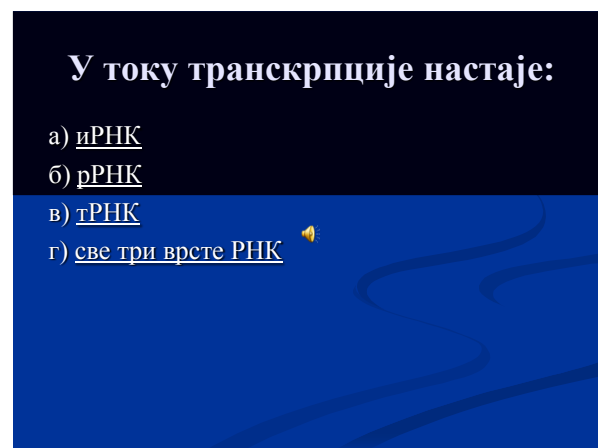 У току транскрпције настаје:
а) иРНК
б) рРНК
в) тРНК
г) све три врсте РНК